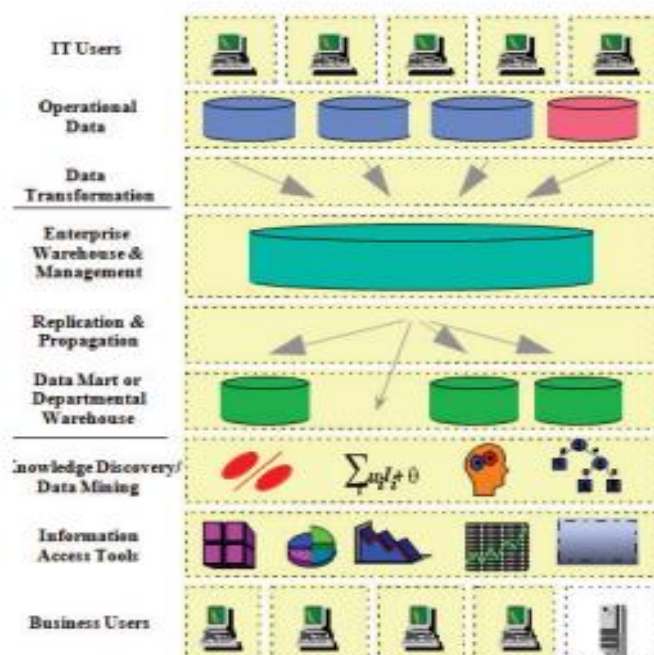 IT Users
Operational
Data
Data
Transformation
Enterprise
Warehouse &
Management
Replication &
Propagation
Data Mart or
Departmental
Warehouse
Knowledge Discovery/
Data Mining
Information
Access Tools
Business Users